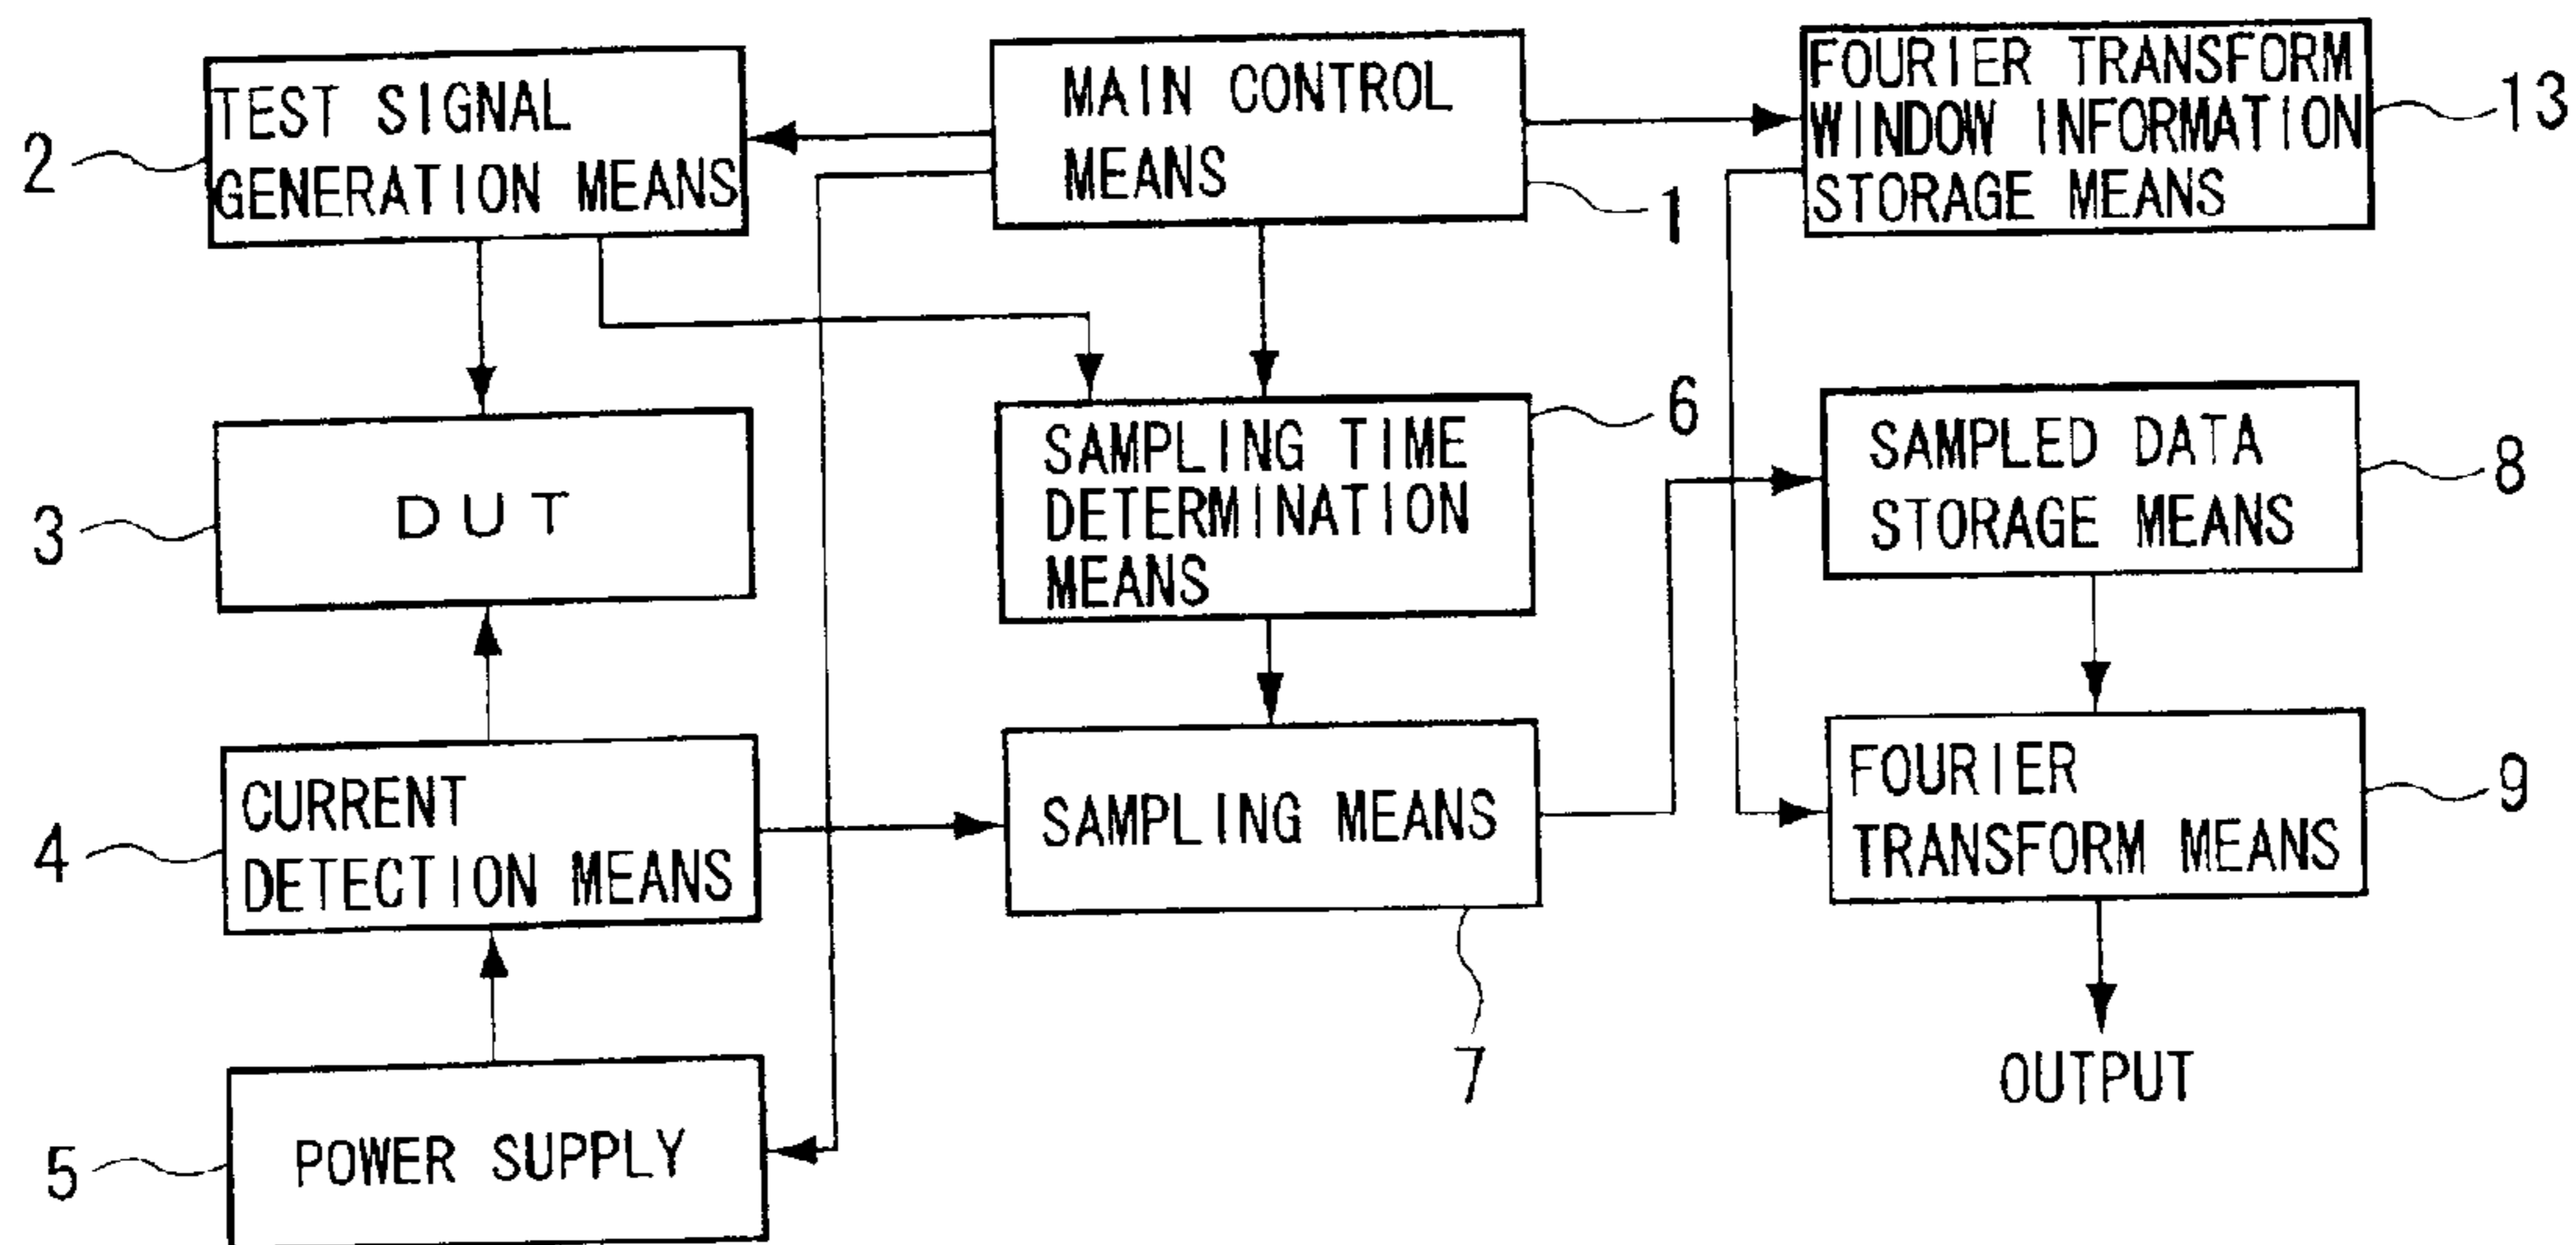 2
TEST SIGNAL
GENERATION MEANS
MAIN CONTROL
MEANS
1
FOURIER TRANSFORM
WINDOW INFORMATION
STORAGE MEANS
13
3
DUT
SAMPLING TIME
DETERMINATION
MEANS
6
SAMPLED DATA
STORAGE MEANS
8
4
CURRENT
DETECTION MEANS
SAMPLING MEANS
7
FOURIER
TRANSFORM MEANS
9
5
POWER SUPPLY
OUTPUT